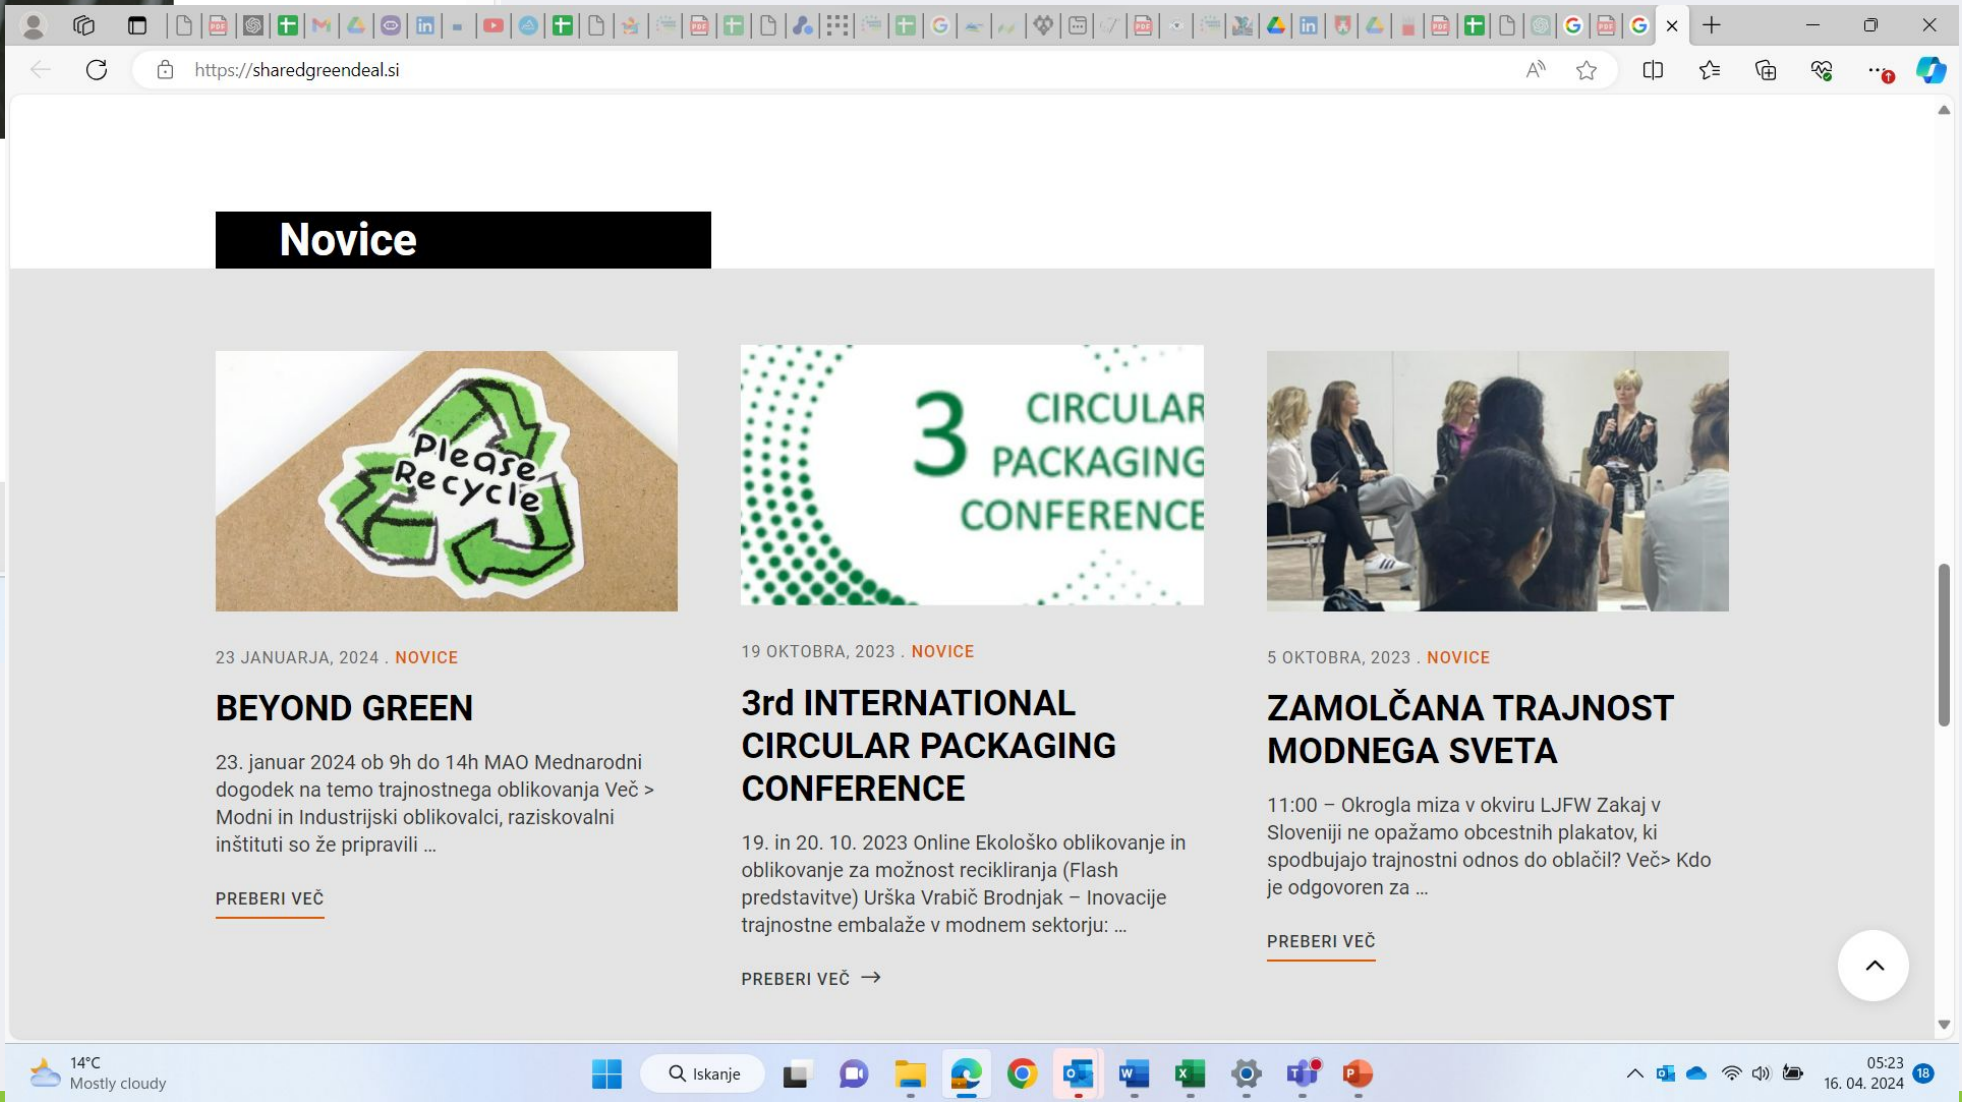 https://sharedgreendeal.si
Novice
Please
Recycle
23 JANUARJA, 2024 . NOVICE
BEYOND GREEN
23. januar 2024 ob 9h do 14h MAO Mednarodni
dogodek na temo trajnostnega oblikovanja Več >
Modni in Industrijski oblikovalci, raziskovalni
inštituti so že pripravili ...
PREBERI VEČ
3 CIRCULAR
PACKAGING
CONFERENCE
19 OKTOBRA, 2023 . NOVICE
3rd INTERNATIONAL
CIRCULAR PACKAGING
CONFERENCE
19. in 20. 10. 2023 Online Ekološko oblikovanje in
oblikovanje za možnost recikliranja (Flash
predstavitve) Urška Vrabič Brodnjak – Inovacije
trajnostne embalaže v modnem sektorju: ...
PREBERI VEČ →
5 OKTOBRA, 2023 . NOVICE
ZAMOLČANA TRAJNOST
MODNEGA SVETA
11:00 – Okrogla miza v okviru LJFW Zakaj v
Sloveniji ne opažamo obcestnih plakatov, ki
spodbujajo trajnostni odnos do oblačil? Več> Kdo
je odgovoren za ...
PREBERI VEČ
14°C
Mostly cloudy
Iskanje
05:23
16. 04. 2024
18